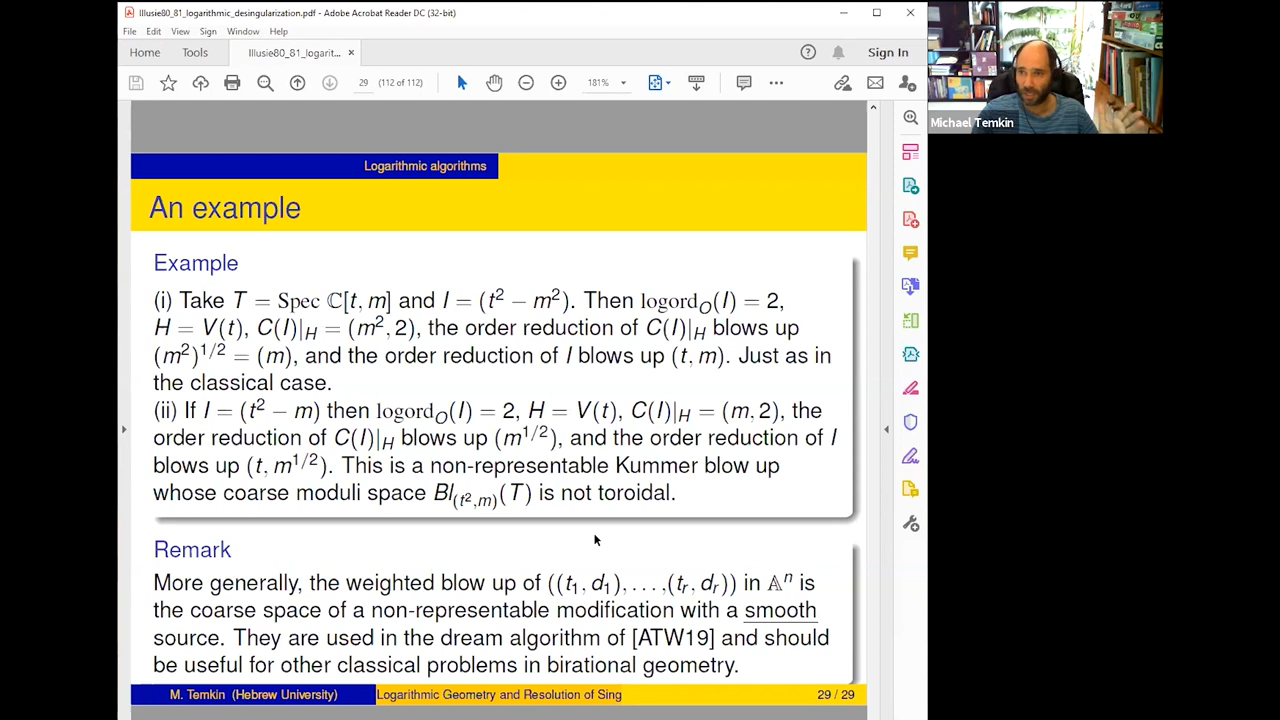 Illusie80_81_logarithmic_desingularization.pdf - Adobe Acrobat Reader DC (32-bit)
File Edit View Sign Window Help
Home Tools Illusie80_81_logarit... × Sign In
29 (112 of 112) 181%
Michael Temkin
Logarithmic algorithms
An example
Example
(i) Take T = Spec ℂ[t, m] and I = (t² − m²). Then logord_O(I) = 2,
H = V(t), C(I)|_H = (m², 2), the order reduction of C(I)|_H blows up
(m²)^{1/2} = (m), and the order reduction of I blows up (t, m). Just as in
the classical case.
(ii) If I = (t² − m) then logord_O(I) = 2, H = V(t), C(I)|_H = (m, 2), the
order reduction of C(I)|_H blows up (m^{1/2}), and the order reduction of I
blows up (t, m^{1/2}). This is a non-representable Kummer blow up
whose coarse moduli space Bl_{(t²,m)}(T) is not toroidal.
Remark
More generally, the weighted blow up of ((t₁, d₁), . . . ,(t_r, d_r)) in 𝔸ⁿ is
the coarse space of a non-representable modification with a smooth
source. They are used in the dream algorithm of [ATW19] and should
be useful for other classical problems in birational geometry.
M. Temkin (Hebrew University) Logarithmic Geometry and Resolution of Sing 29 / 29